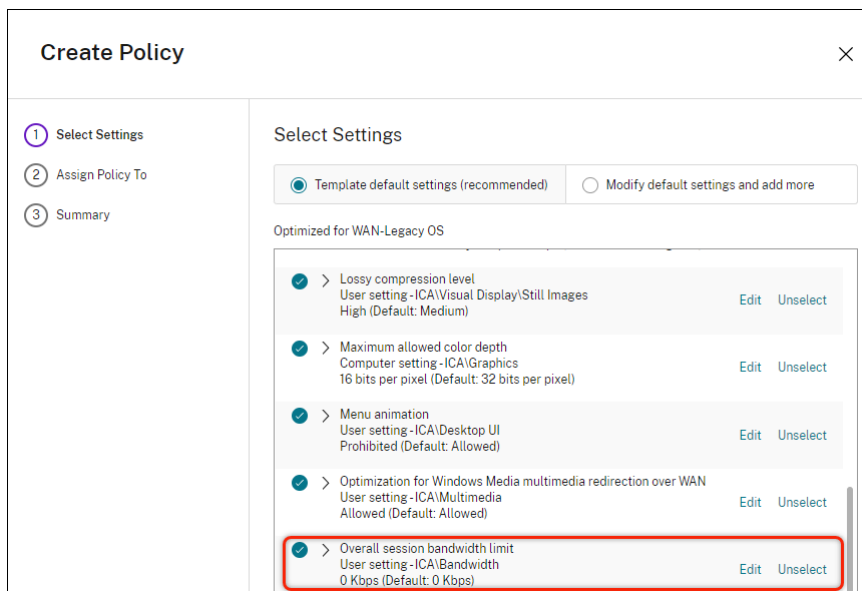 Create Policy
1 Select Settings
2 Assign Policy To
3 Summary
Select Settings
Template default settings (recommended)
Modify default settings and add more
Optimized for WAN-Legacy OS
Lossy compression level
User setting - ICA\Visual Display\Still Images
High (Default: Medium)
Edit Unselect
Maximum allowed color depth
Computer setting - ICA\Graphics
16 bits per pixel (Default: 32 bits per pixel)
Edit Unselect
Menu animation
User setting - ICA\Desktop UI
Prohibited (Default: Allowed)
Edit Unselect
Optimization for Windows Media multimedia redirection over WAN
User setting - ICA\Multimedia
Allowed (Default: Allowed)
Edit Unselect
Overall session bandwidth limit
User setting - ICA\Bandwidth
0 Kbps (Default: 0 Kbps)
Edit Unselect